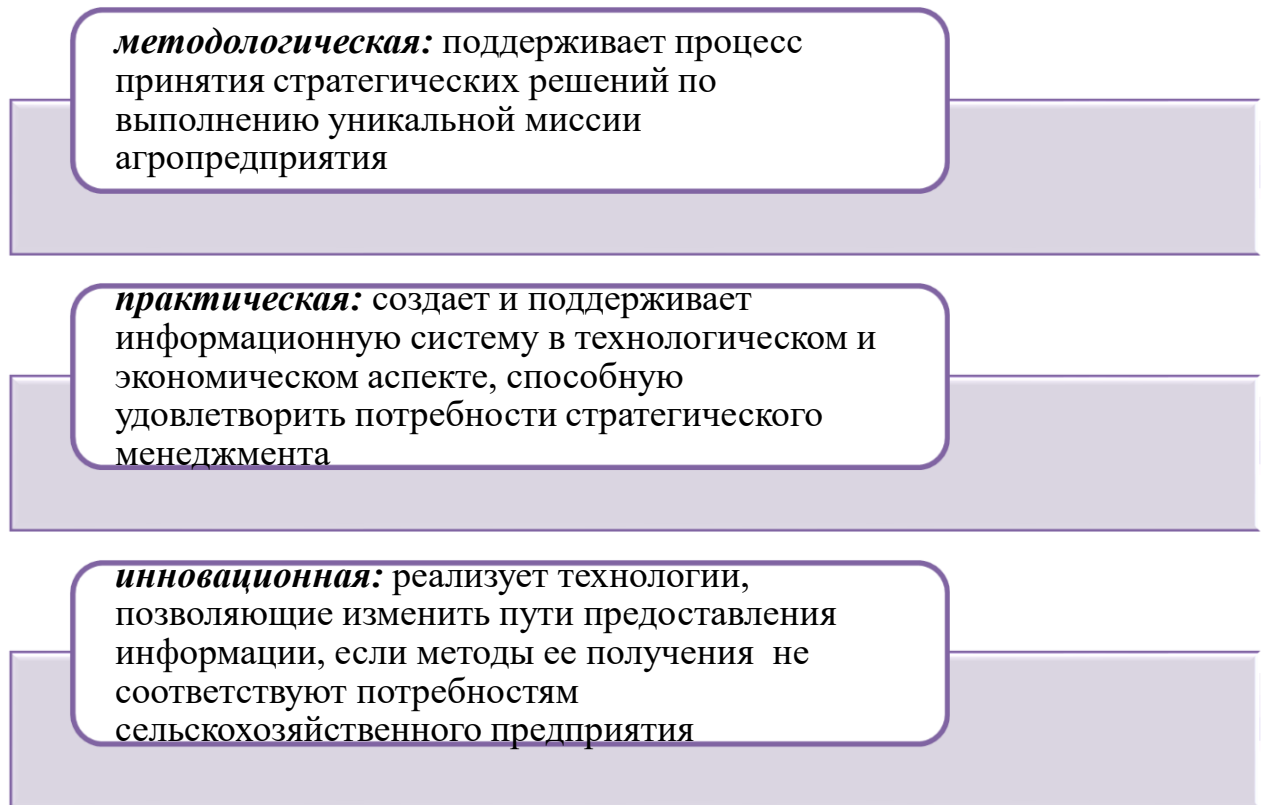 методологическая: поддерживает процесс
принятия стратегических решений по
выполнению уникальной миссии
агропредприятия
практическая: создает и поддерживает
информационную систему в технологическом и
экономическом аспекте, способную
удовлетворить потребности стратегического
менеджмента
инновационная: реализует технологии,
позволяющие изменить пути предоставления
информации, если методы ее получения  не
соответствуют потребностям
сельскохозяйственного предприятия